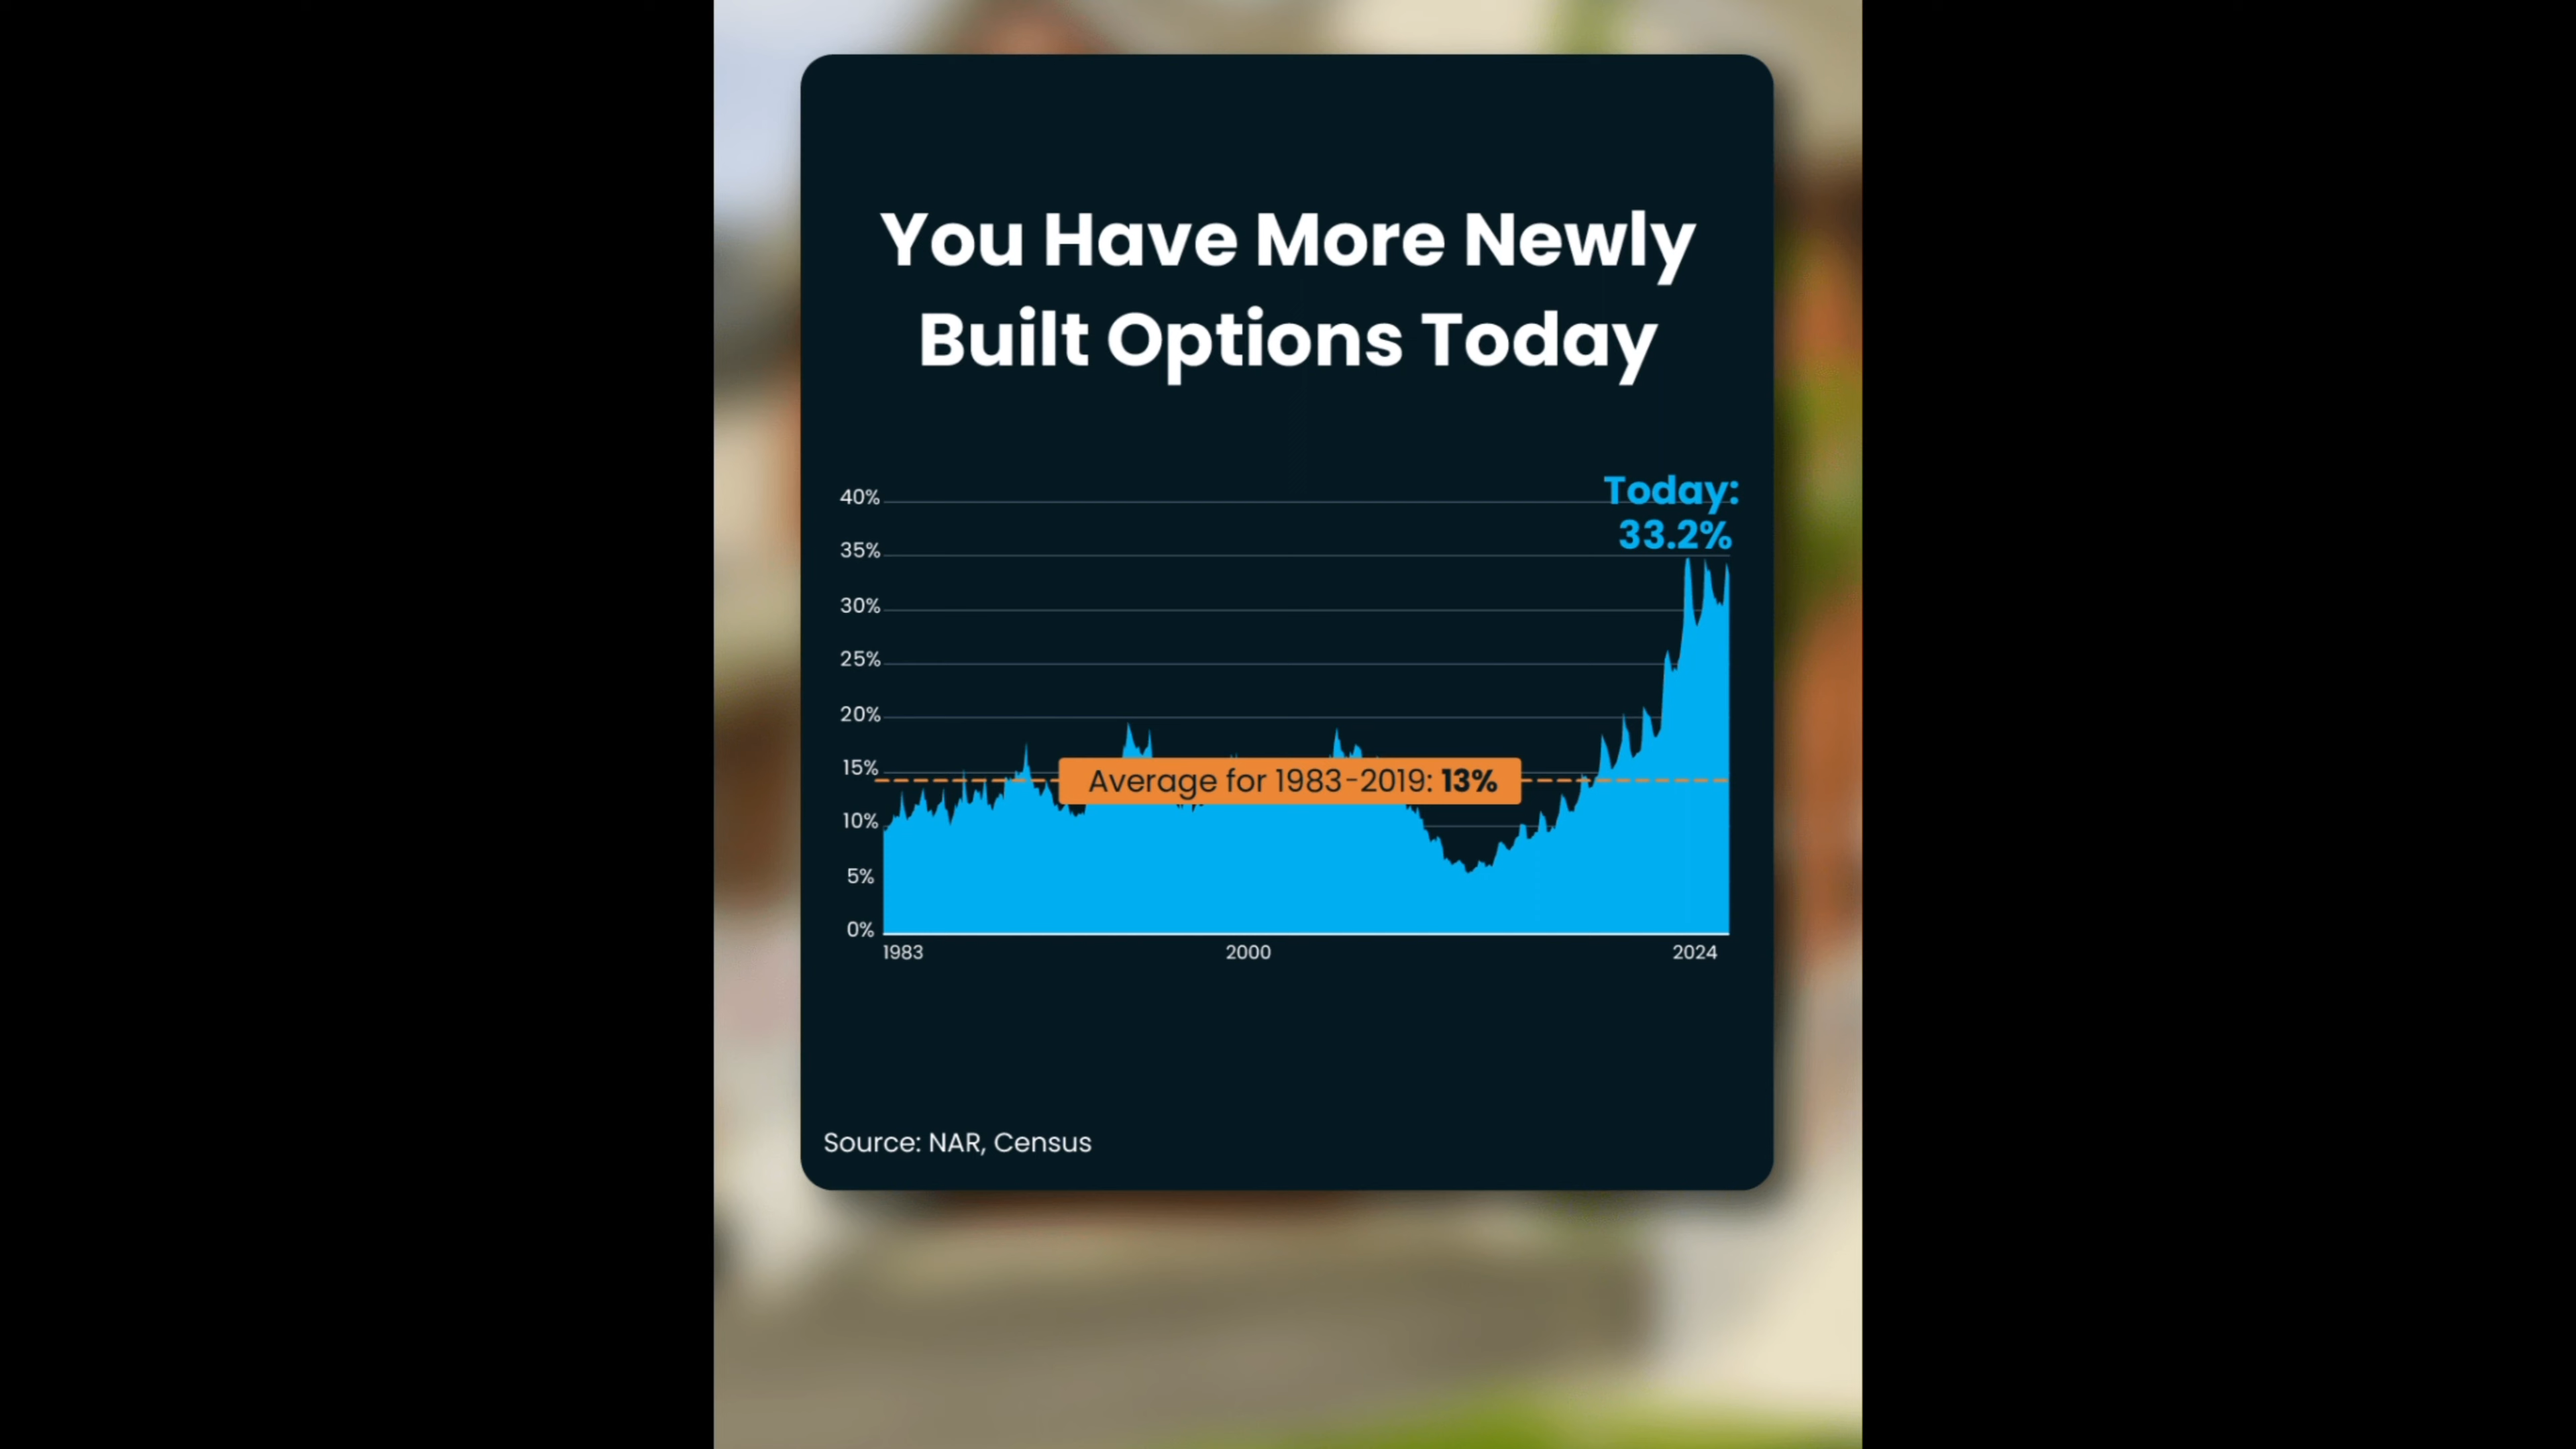 You Have More Newly
Built Options Today
Today:
33.2%
40%
35%
30%
25%
20%
15%
10%
5%
0%
Average for 1983-2019: 13%
1983 2000 2024
Source: NAR, Census